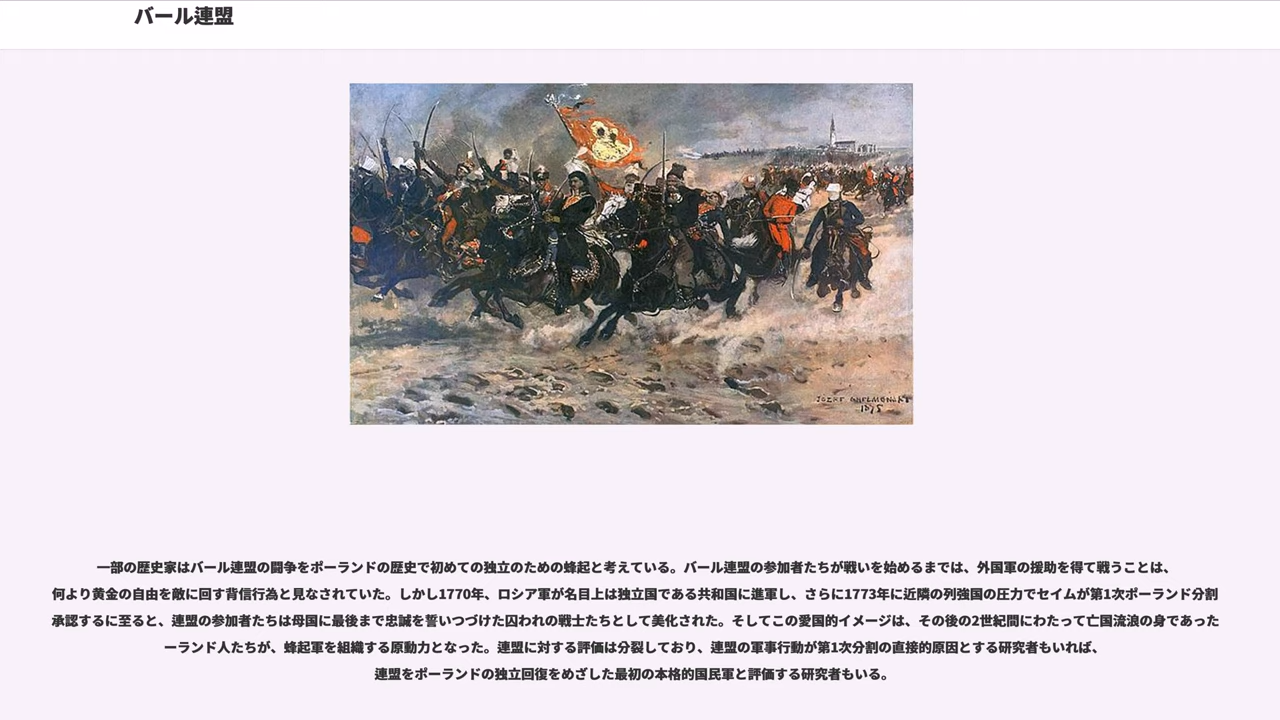 バール連盟
JOZEF CHEŁMOŃSKI
1875
一部の歴史家はバール連盟の闘争をポーランドの歴史で初めての独立のための蜂起と考えている。バール連盟の参加者たちが戦いを始めるまでは、外国軍の援助を得て戦うことは、
何より黄金の自由を敵に回す背信行為と見なされていた。しかし1770年、ロシア軍が名目上は独立国である共和国に進軍し、さらに1773年に近隣の列強国の圧力でセイムが第1次ポーランド分割
承認するに至ると、連盟の参加者たちは母国に最後まで忠誠を誓いつづけた囚われの戦士たちとして美化された。そしてこの愛国的イメージは、その後の2世紀間にわたって亡国流浪の身であった
ーランド人たちが、蜂起軍を組織する原動力となった。連盟に対する評価は分裂しており、連盟の軍事行動が第1次分割の直接的原因とする研究者もいれば、
連盟をポーランドの独立回復をめざした最初の本格的国民軍と評価する研究者もいる。